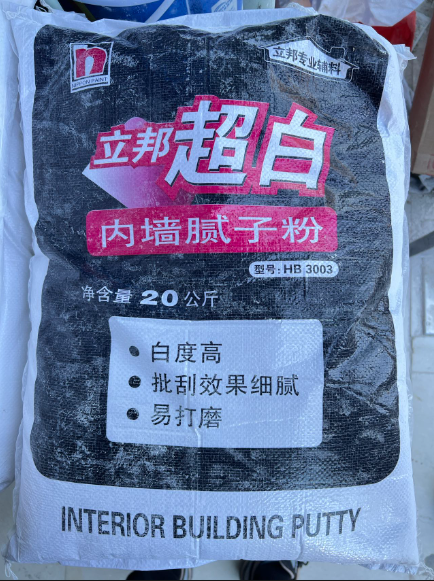 n
NIPPON PAINT
立邦专业辅料
立邦 超白
内墙腻子粉
型号:HB 3003
净含量 20 公斤
• 白度高
• 批刮效果细腻
• 易打磨
INTERIOR BUILDING PUTTY